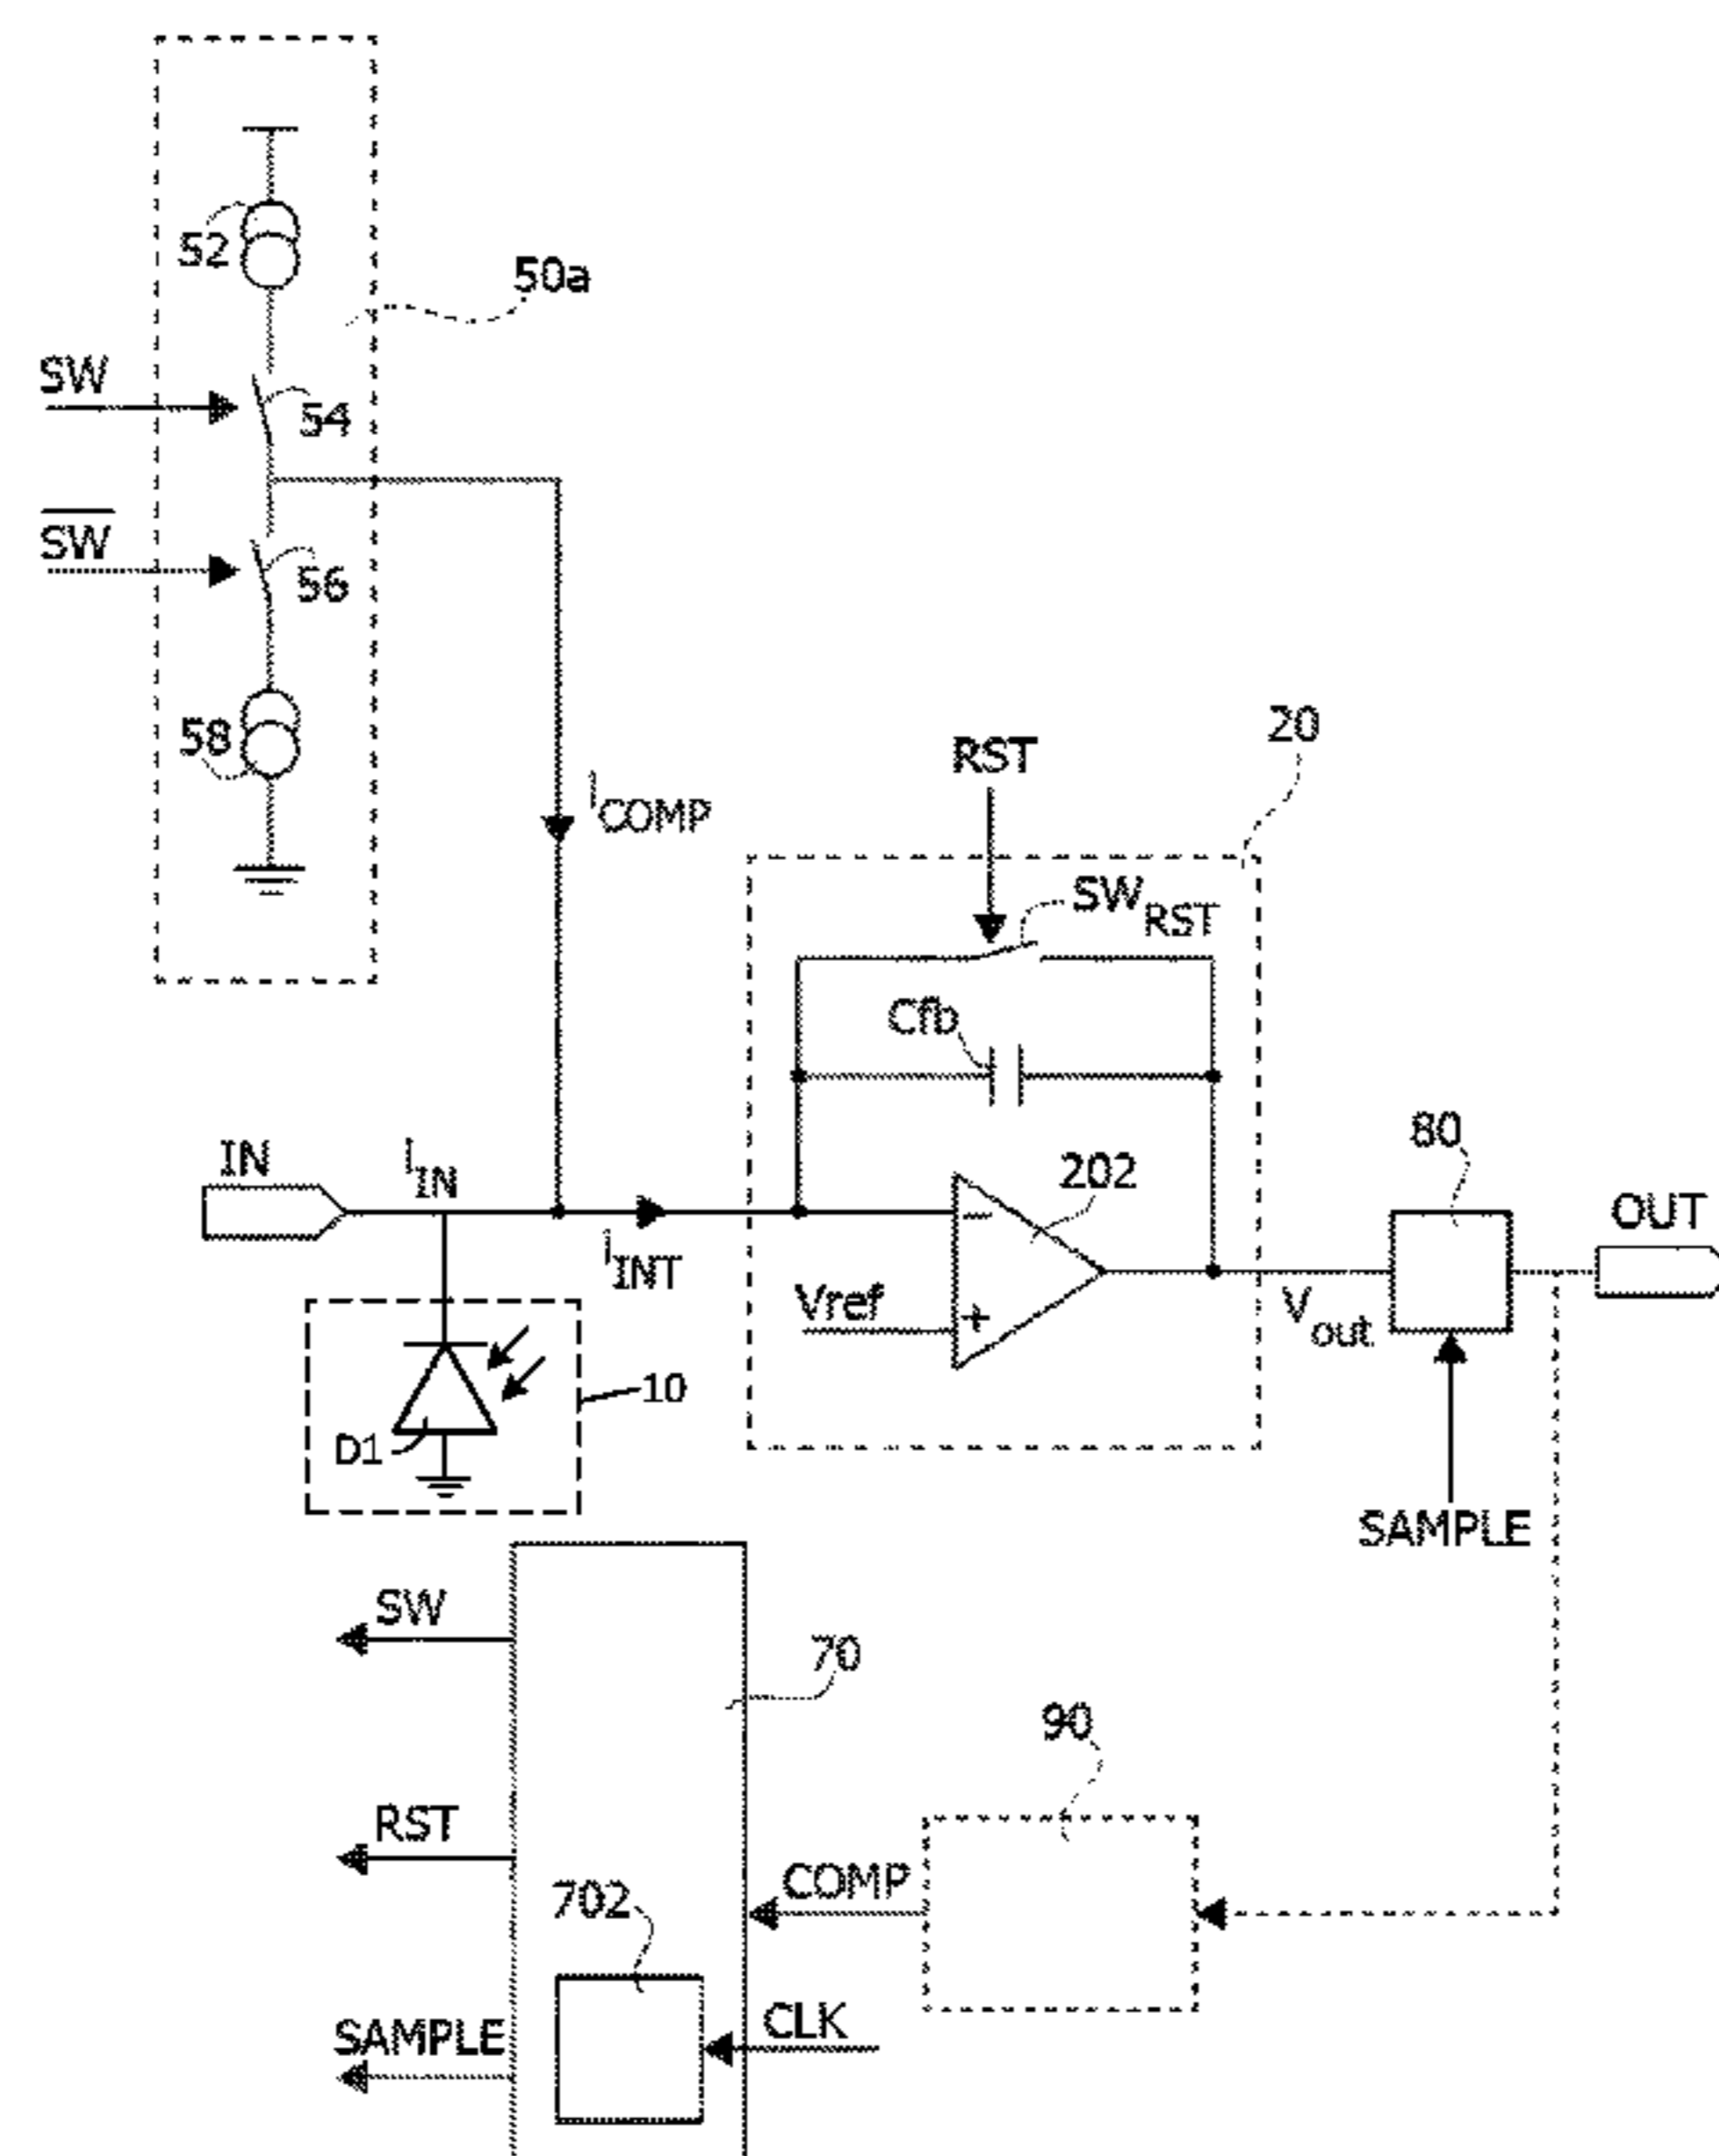 52
50a
SW
54
SW
56
58
20
RST
iCOMP
SWRST
Cfb
IN
iIN
202
80
OUT
iINT
Vref
Vout
10
D1
SAMPLE
SW
70
90
RST
COMP
702
CLK
SAMPLE